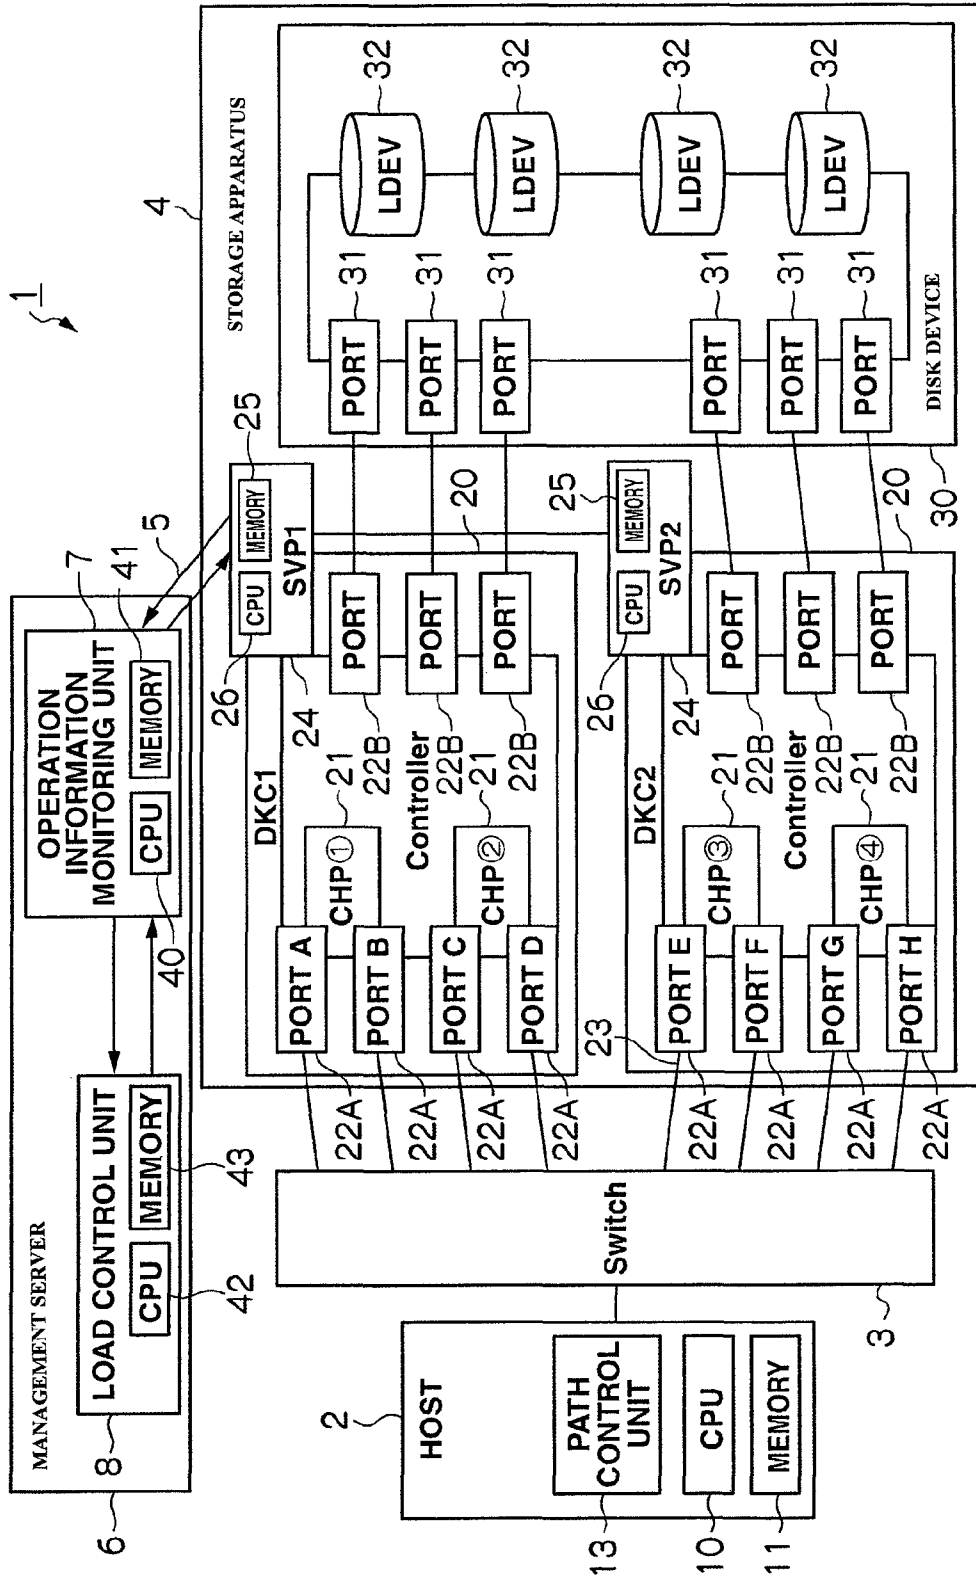 1
MANAGEMENT SERVER
6
8
LOAD CONTROL UNIT
CPU
MEMORY
42
43
7
OPERATION
INFORMATION
MONITORING UNIT
CPU
MEMORY
40
41
5
4
STORAGE APPARATUS
2
HOST
PATH
CONTROL
UNIT
13
CPU
10
MEMORY
11
Switch
3
DKC1
PORT A
22A
PORT B
22A
PORT C
22A
PORT D
22A
CHP①
21
CHP②
21
Controller
CPU
MEMORY
SVP1
26
25
24
20
PORT
22B
PORT
22B
PORT
22B
DKC2
23
PORT E
22A
PORT F
22A
PORT G
22A
PORT H
22A
CHP③
21
CHP④
21
Controller
CPU
MEMORY
SVP2
26
25
24
20
PORT
22B
PORT
22B
PORT
22B
PORT
31
PORT
31
PORT
31
PORT
31
PORT
31
PORT
31
LDEV
32
LDEV
32
LDEV
32
LDEV
32
DISK DEVICE
30